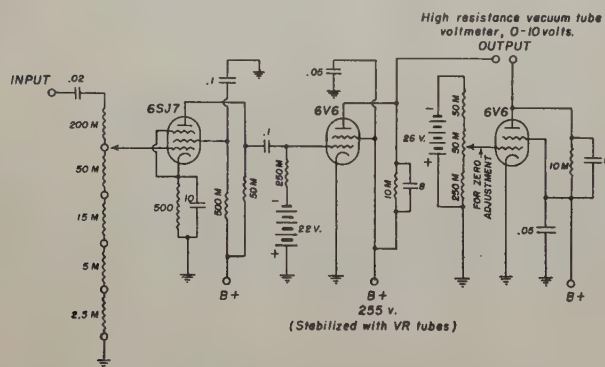 High resistance vacuum tube
voltmeter, 0-10 volts.
OUTPUT
INPUT
.02
200 M
50 M
15 M
5 M
2.5 M
6SJ7
500
10
.1
500 M
50 M
.1
250 M
22 V.
B+
.05
6V6
10 M
8
B+
255 v.
(Stabilized with VR tubes)
26 v.
50 M
50 M
250 M
FOR ZERO
ADJUSTMENT
6V6
10 M
.05
B+